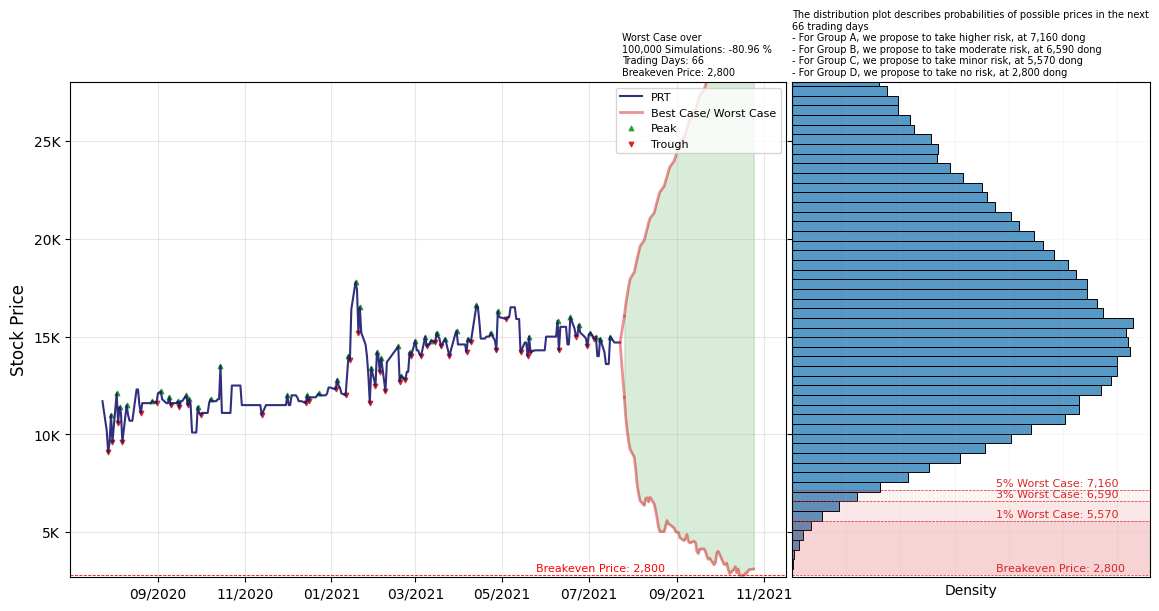 The distribution plot describes probabilities of possible prices in the next
66 trading days
- For Group A, we propose to take higher risk, at 7,160 dong
- For Group B, we propose to take moderate risk, at 6,590 dong
- For Group C, we propose to take minor risk, at 5,570 dong
- For Group D, we propose to take no risk, at 2,800 dong
Worst Case over
100,000 Simulations: -80.96 %
Trading Days: 66
Breakeven Price: 2,800
PRT
Best Case/ Worst Case
Peak
Trough
Stock Price
25K
20K
15K
10K
5K
Breakeven Price: 2,800
09/2020
11/2020
01/2021
03/2021
05/2021
07/2021
09/2021
11/2021
5% Worst Case: 7,160
3% Worst Case: 6,590
1% Worst Case: 5,570
Breakeven Price: 2,800
Density